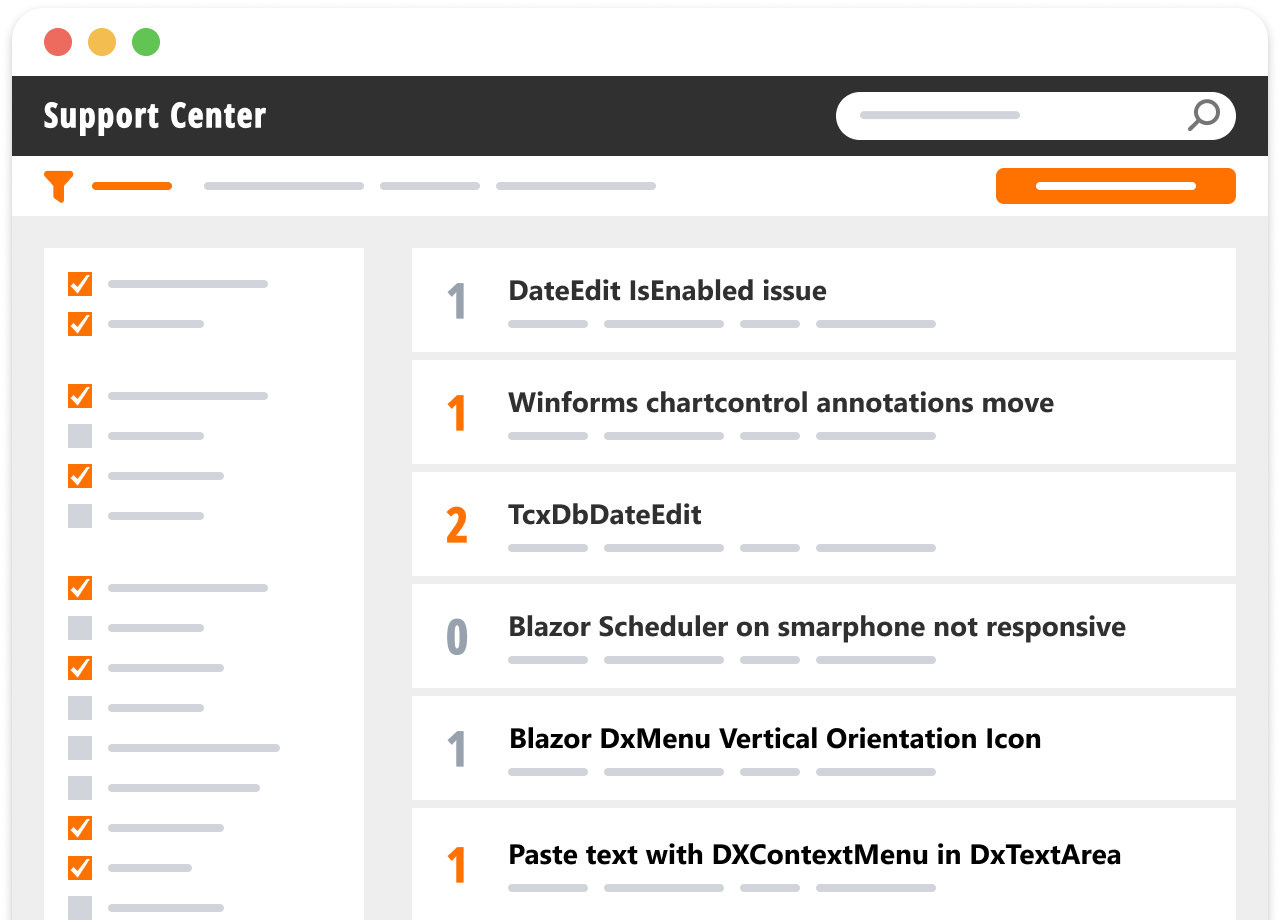 Support Center
1 DateEdit IsEnabled issue
1 Winforms chartcontrol annotations move
2 TcxDbDateEdit
0 Blazor Scheduler on smarphone not responsive
1 Blazor DxMenu Vertical Orientation Icon
1 Paste text with DXContextMenu in DxTextArea